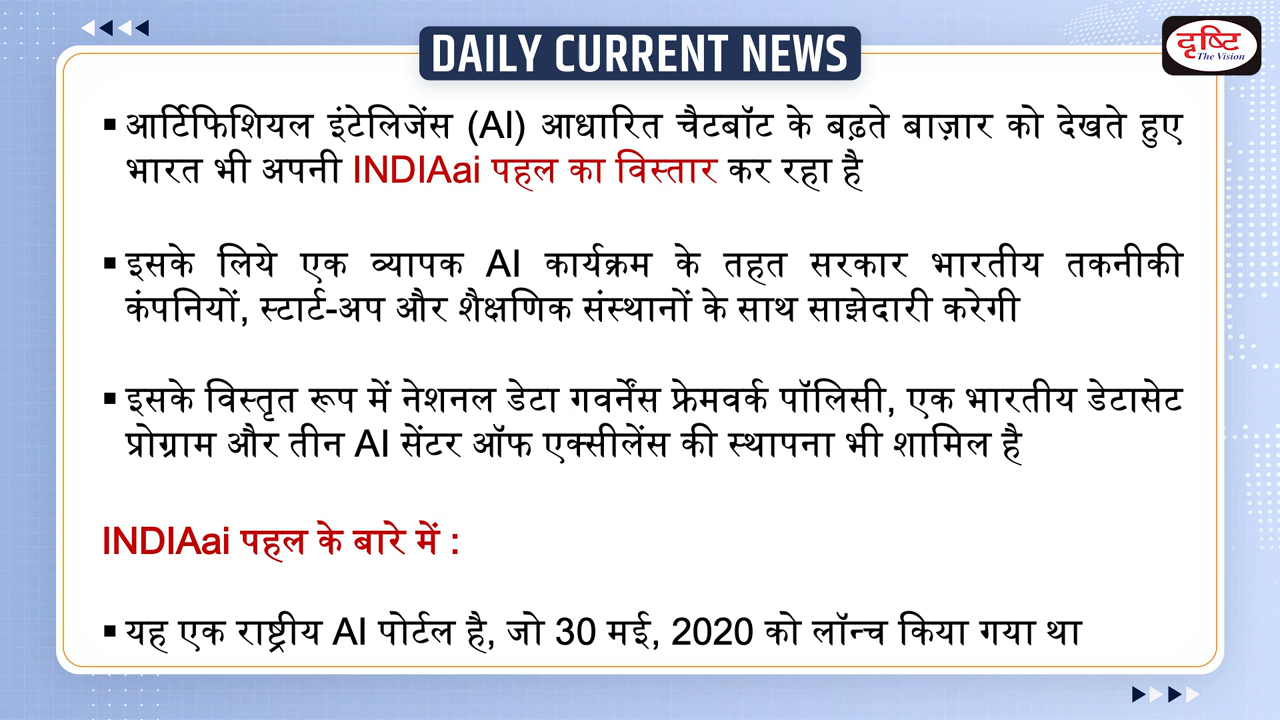 DAILY CURRENT NEWS
दृष्टि
The Vision
▪ आर्टिफिशियल इंटेलिजेंस (AI) आधारित चैटबॉट के बढ़ते बाज़ार को देखते हुए
भारत भी अपनी INDIAai पहल का विस्तार कर रहा है
▪ इसके लिये एक व्यापक AI कार्यक्रम के तहत सरकार भारतीय तकनीकी
कंपनियों, स्टार्ट-अप और शैक्षणिक संस्थानों के साथ साझेदारी करेगी
▪ इसके विस्तृत रूप में नेशनल डेटा गवर्नेंस फ्रेमवर्क पॉलिसी, एक भारतीय डेटासेट
प्रोग्राम और तीन AI सेंटर ऑफ एक्सीलेंस की स्थापना भी शामिल है
INDIAai पहल के बारे में :
▪ यह एक राष्ट्रीय AI पोर्टल है, जो 30 मई, 2020 को लॉन्च किया गया था